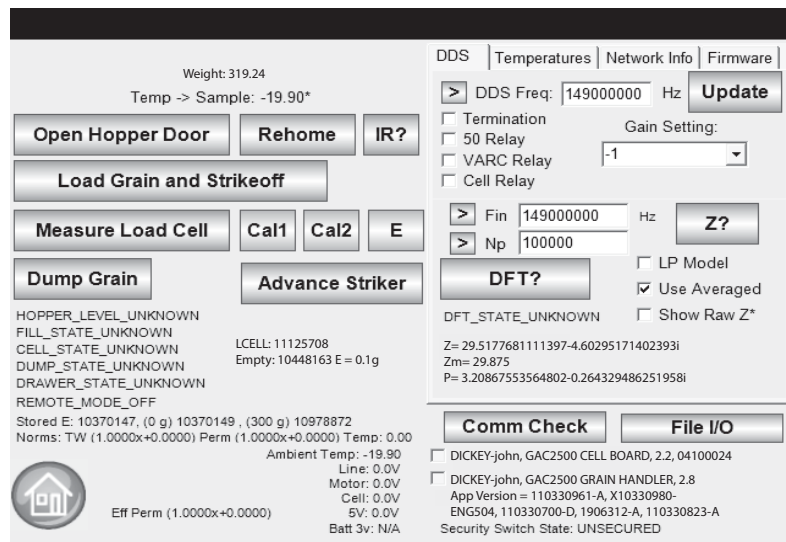 Weight: 319.24
Temp -> Sample: -19.90*
Open Hopper Door
Rehome
IR?
Load Grain and Strikeoff
Measure Load Cell
Cal1
Cal2
E
Dump Grain
Advance Striker
HOPPER_LEVEL_UNKNOWN
FILL_STATE_UNKNOWN
CELL_STATE_UNKNOWN
DUMP_STATE_UNKNOWN
DRAWER_STATE_UNKNOWN
REMOTE_MODE_OFF
LCELL: 11125708
Empty: 10448163 E = 0.1g
Stored E: 10370147, (0 g) 10370149 , (300 g) 10978872
Norms: TW (1.0000x+0.0000) Perm (1.0000x+0.0000) Temp: 0.00
Ambient Temp: -19.90
Line: 0.0V
Motor: 0.0V
Cell: 0.0V
Eff Perm (1.0000x+0.0000) 5V: 0.0V
Batt 3v: N/A
DDS Temperatures Network Info Firmware
> DDS Freq: 149000000 Hz Update
Termination
50 Relay
VARC Relay
Cell Relay
Gain Setting:
-1
> Fin 149000000 Hz
> Np 100000
Z?
DFT?
LP Model
Use Averaged
Show Raw Z*
DFT_STATE_UNKNOWN
Z= 29.5177681111397-4.60295171402393i
Zm= 29.875
P= 3.20867553564802-0.264329486251958i
Comm Check
File I/O
DICKEY-john, GAC2500 CELL BOARD, 2.2, 04100024
DICKEY-john, GAC2500 GRAIN HANDLER, 2.8
App Version = 110330961-A, X10330980-
ENG504, 110330700-D, 1906312-A, 110330823-A
Security Switch State: UNSECURED